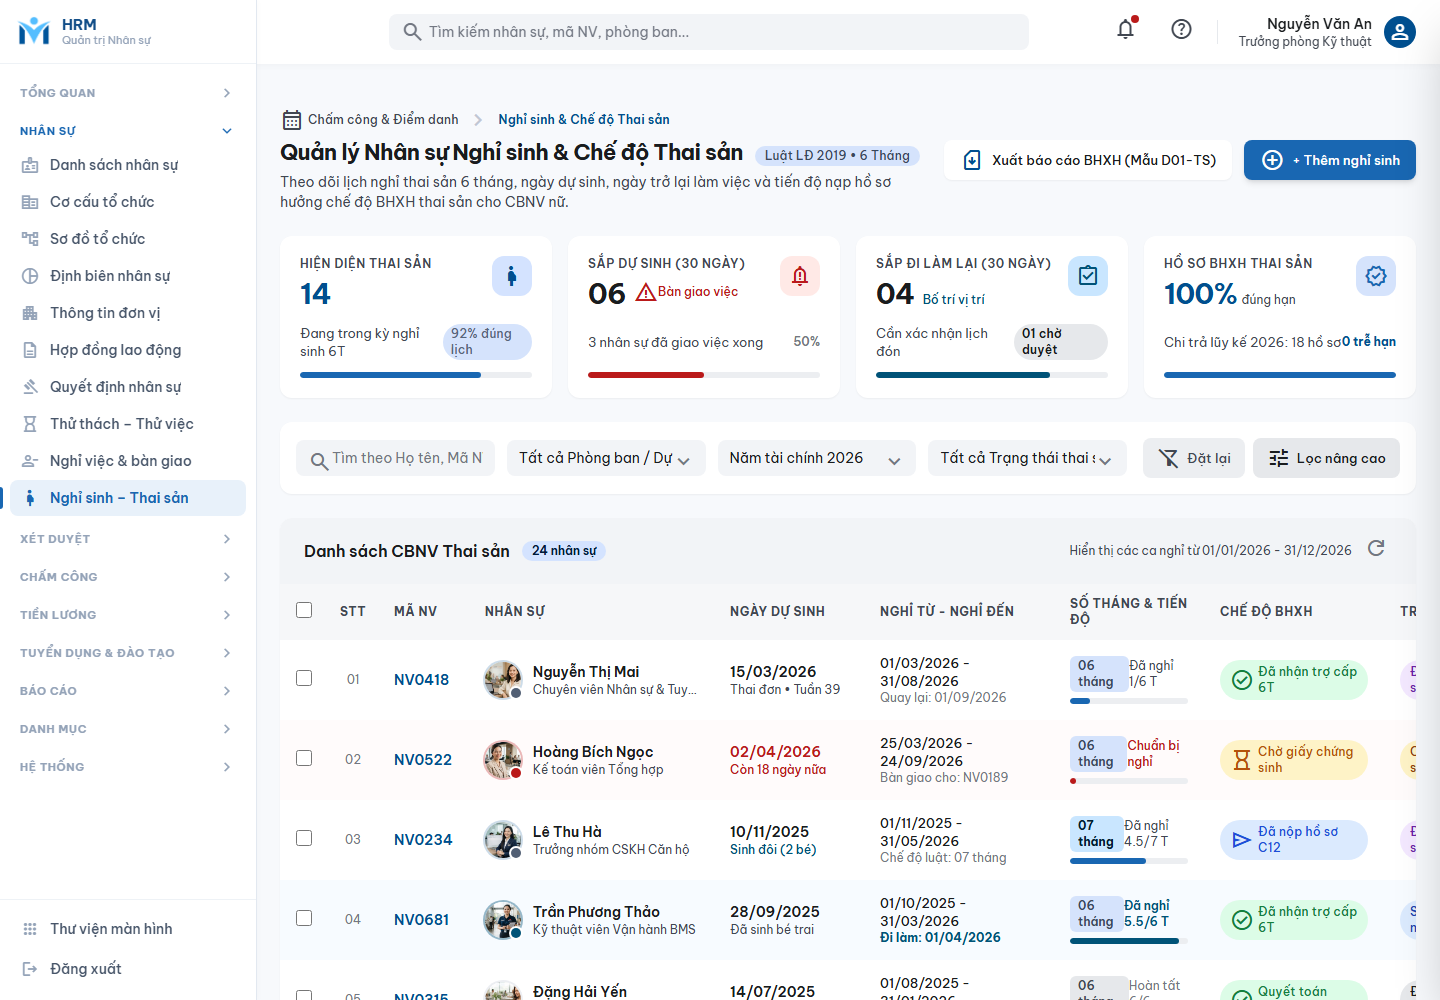 HRM
Quản trị Nhân sự
Tìm kiếm nhân sự, mã NV, phòng ban...
Nguyễn Văn An
Trưởng phòng Kỹ thuật
TỔNG QUAN
NHÂN SỰ
Danh sách nhân sự
Cơ cấu tổ chức
Sơ đồ tổ chức
Định biên nhân sự
Thông tin đơn vị
Hợp đồng lao động
Quyết định nhân sự
Thử thách – Thử việc
Nghỉ việc & bàn giao
Nghỉ sinh – Thai sản
XÉT DUYỆT
CHẤM CÔNG
TIỀN LƯƠNG
TUYỂN DỤNG & ĐÀO TẠO
BÁO CÁO
DANH MỤC
HỆ THỐNG
Thư viện màn hình
Đăng xuất
Chấm công & Điểm danh
Nghỉ sinh & Chế độ Thai sản
Quản lý Nhân sự Nghỉ sinh & Chế độ Thai sản
Luật LĐ 2019 • 6 Tháng
Theo dõi lịch nghỉ thai sản 6 tháng, ngày dự sinh, ngày trở lại làm việc và tiến độ nạp hồ sơ
hưởng chế độ BHXH thai sản cho CBNV nữ.
Xuất báo cáo BHXH (Mẫu D01-TS)
+ Thêm nghỉ sinh
HIỆN DIỆN THAI SẢN
14
Đang trong kỳ nghỉ
sinh 6T
92% đúng
lịch
SẮP DỰ SINH (30 NGÀY)
06
Bàn giao việc
3 nhân sự đã giao việc xong
50%
SẮP ĐI LÀM LẠI (30 NGÀY)
04
Bố trí vị trí
Cần xác nhận lịch
đón
01 chờ
duyệt
HỒ SƠ BHXH THAI SẢN
100%
đúng hạn
Chi trả lũy kế 2026: 18 hồ sơ
0 trễ hạn
Tìm theo Họ tên, Mã N
Tất cả Phòng ban / Dự
Năm tài chính 2026
Tất cả Trạng thái thai s
Đặt lại
Lọc nâng cao
Danh sách CBNV Thai sản
24 nhân sự
Hiển thị các ca nghỉ từ 01/01/2026 - 31/12/2026
STT
MÃ NV
NHÂN SỰ
NGÀY DỰ SINH
NGHỈ TỪ - NGHỈ ĐẾN
SỐ THÁNG & TIẾN
ĐỘ
CHẾ ĐỘ BHXH
TR
01
NV0418
Nguyễn Thị Mai
Chuyên viên Nhân sự & Tuy...
15/03/2026
Thai đơn • Tuần 39
01/03/2026 -
31/08/2026
Quay lại: 01/09/2026
06
tháng
Đã nghỉ
1/6 T
Đã nhận trợ cấp
6T
02
NV0522
Hoàng Bích Ngọc
Kế toán viên Tổng hợp
02/04/2026
Còn 18 ngày nữa
25/03/2026 -
24/09/2026
Bàn giao cho: NV0189
06
tháng
Chuẩn bị
nghỉ
Chờ giấy chứng
sinh
03
NV0234
Lê Thu Hà
Trưởng nhóm CSKH Căn hộ
10/11/2025
Sinh đôi (2 bé)
01/11/2025 -
31/05/2026
Chế độ luật: 07 tháng
07
tháng
Đã nghỉ
4.5/7 T
Đã nộp hồ sơ
C12
04
NV0681
Trần Phương Thảo
Kỹ thuật viên Vận hành BMS
28/09/2025
Đã sinh bé trai
01/10/2025 -
31/03/2026
Đi làm: 01/04/2026
06
tháng
Đã nghỉ
5.5/6 T
Đã nhận trợ cấp
6T
05
NV0315
Đặng Hải Yến
14/07/2025
01/08/2025 -
31/01/2026
06
Hoàn tất
6/6
Quyết toán